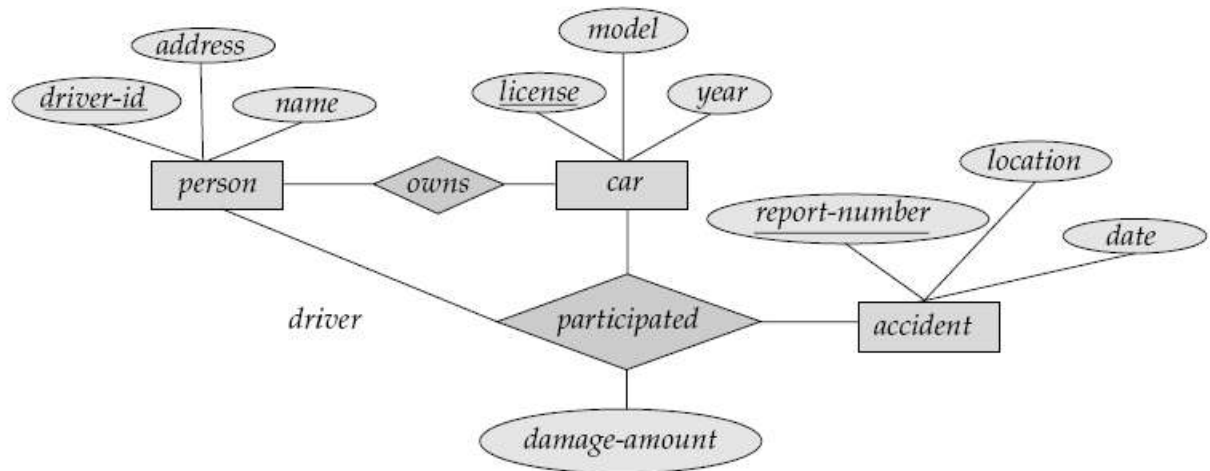 model
address
driver-id
name
license
year
person
owns
car
location
report-number
date
driver
participated
accident
damage-amount